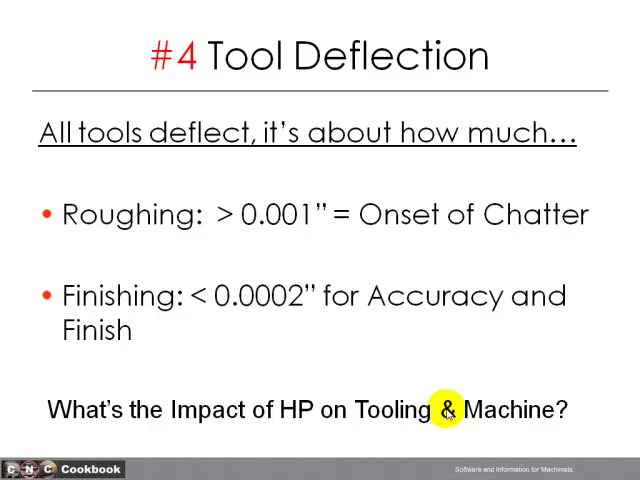 #4 Tool Deflection
All tools deflect, it's about how much…
• Roughing: > 0.001” = Onset of Chatter
• Finishing: < 0.0002” for Accuracy and
Finish
What's the Impact of HP on Tooling & Machine?
CNC Cookbook
Software and Information for Machinists